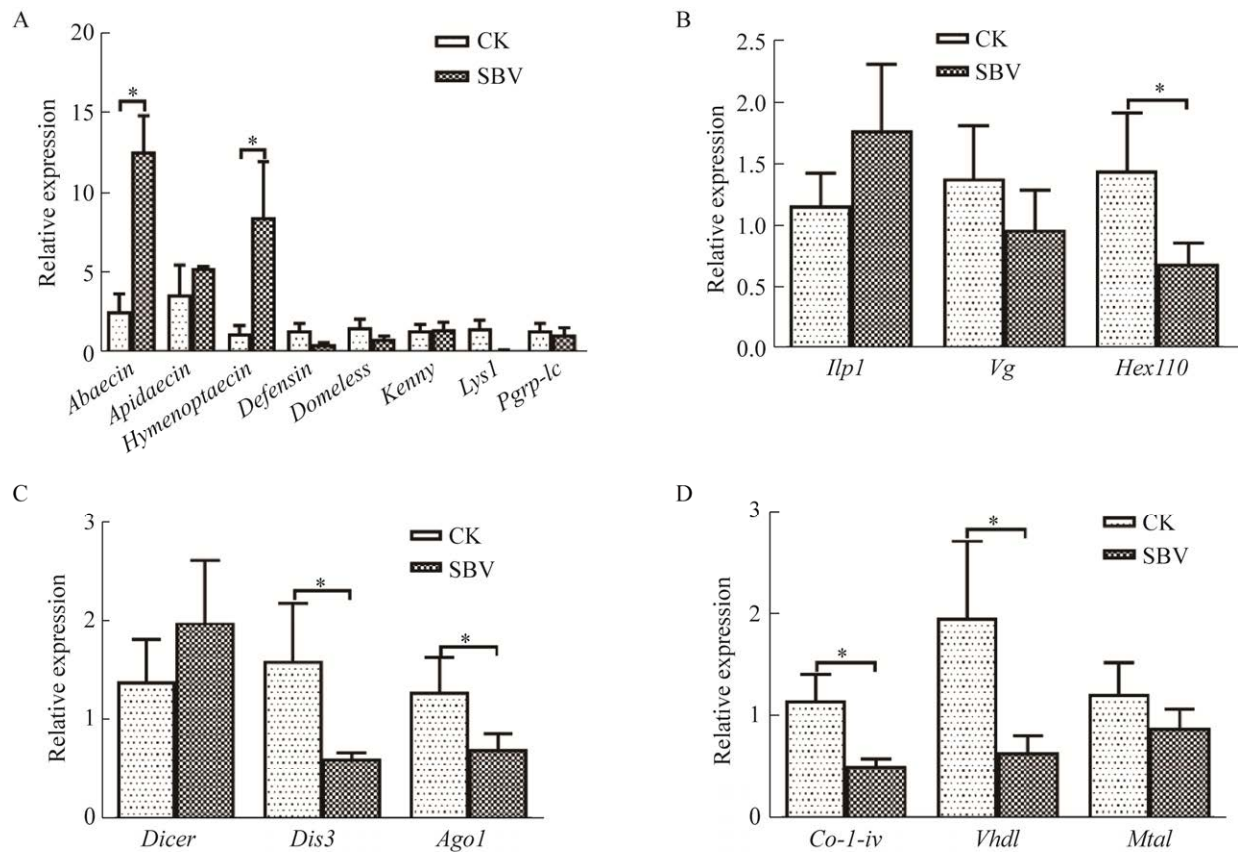 A
20
15
10
5
0
Relative expression
CK
SBV
*
*
Abaecin
Apidaecin
Hymenoptaecin
Defensin
Domeless
Kenny
Lys1
Pgrp-lc
B
2.5
2.0
1.5
1.0
0.5
0.0
Relative expression
CK
SBV
*
Ilp1
Vg
Hex110
C
3
2
1
0
Relative expression
CK
SBV
*
*
Dicer
Dis3
Ago1
D
3
2
1
0
Relative expression
CK
SBV
*
*
Co-1-iv
Vhdl
Mtal